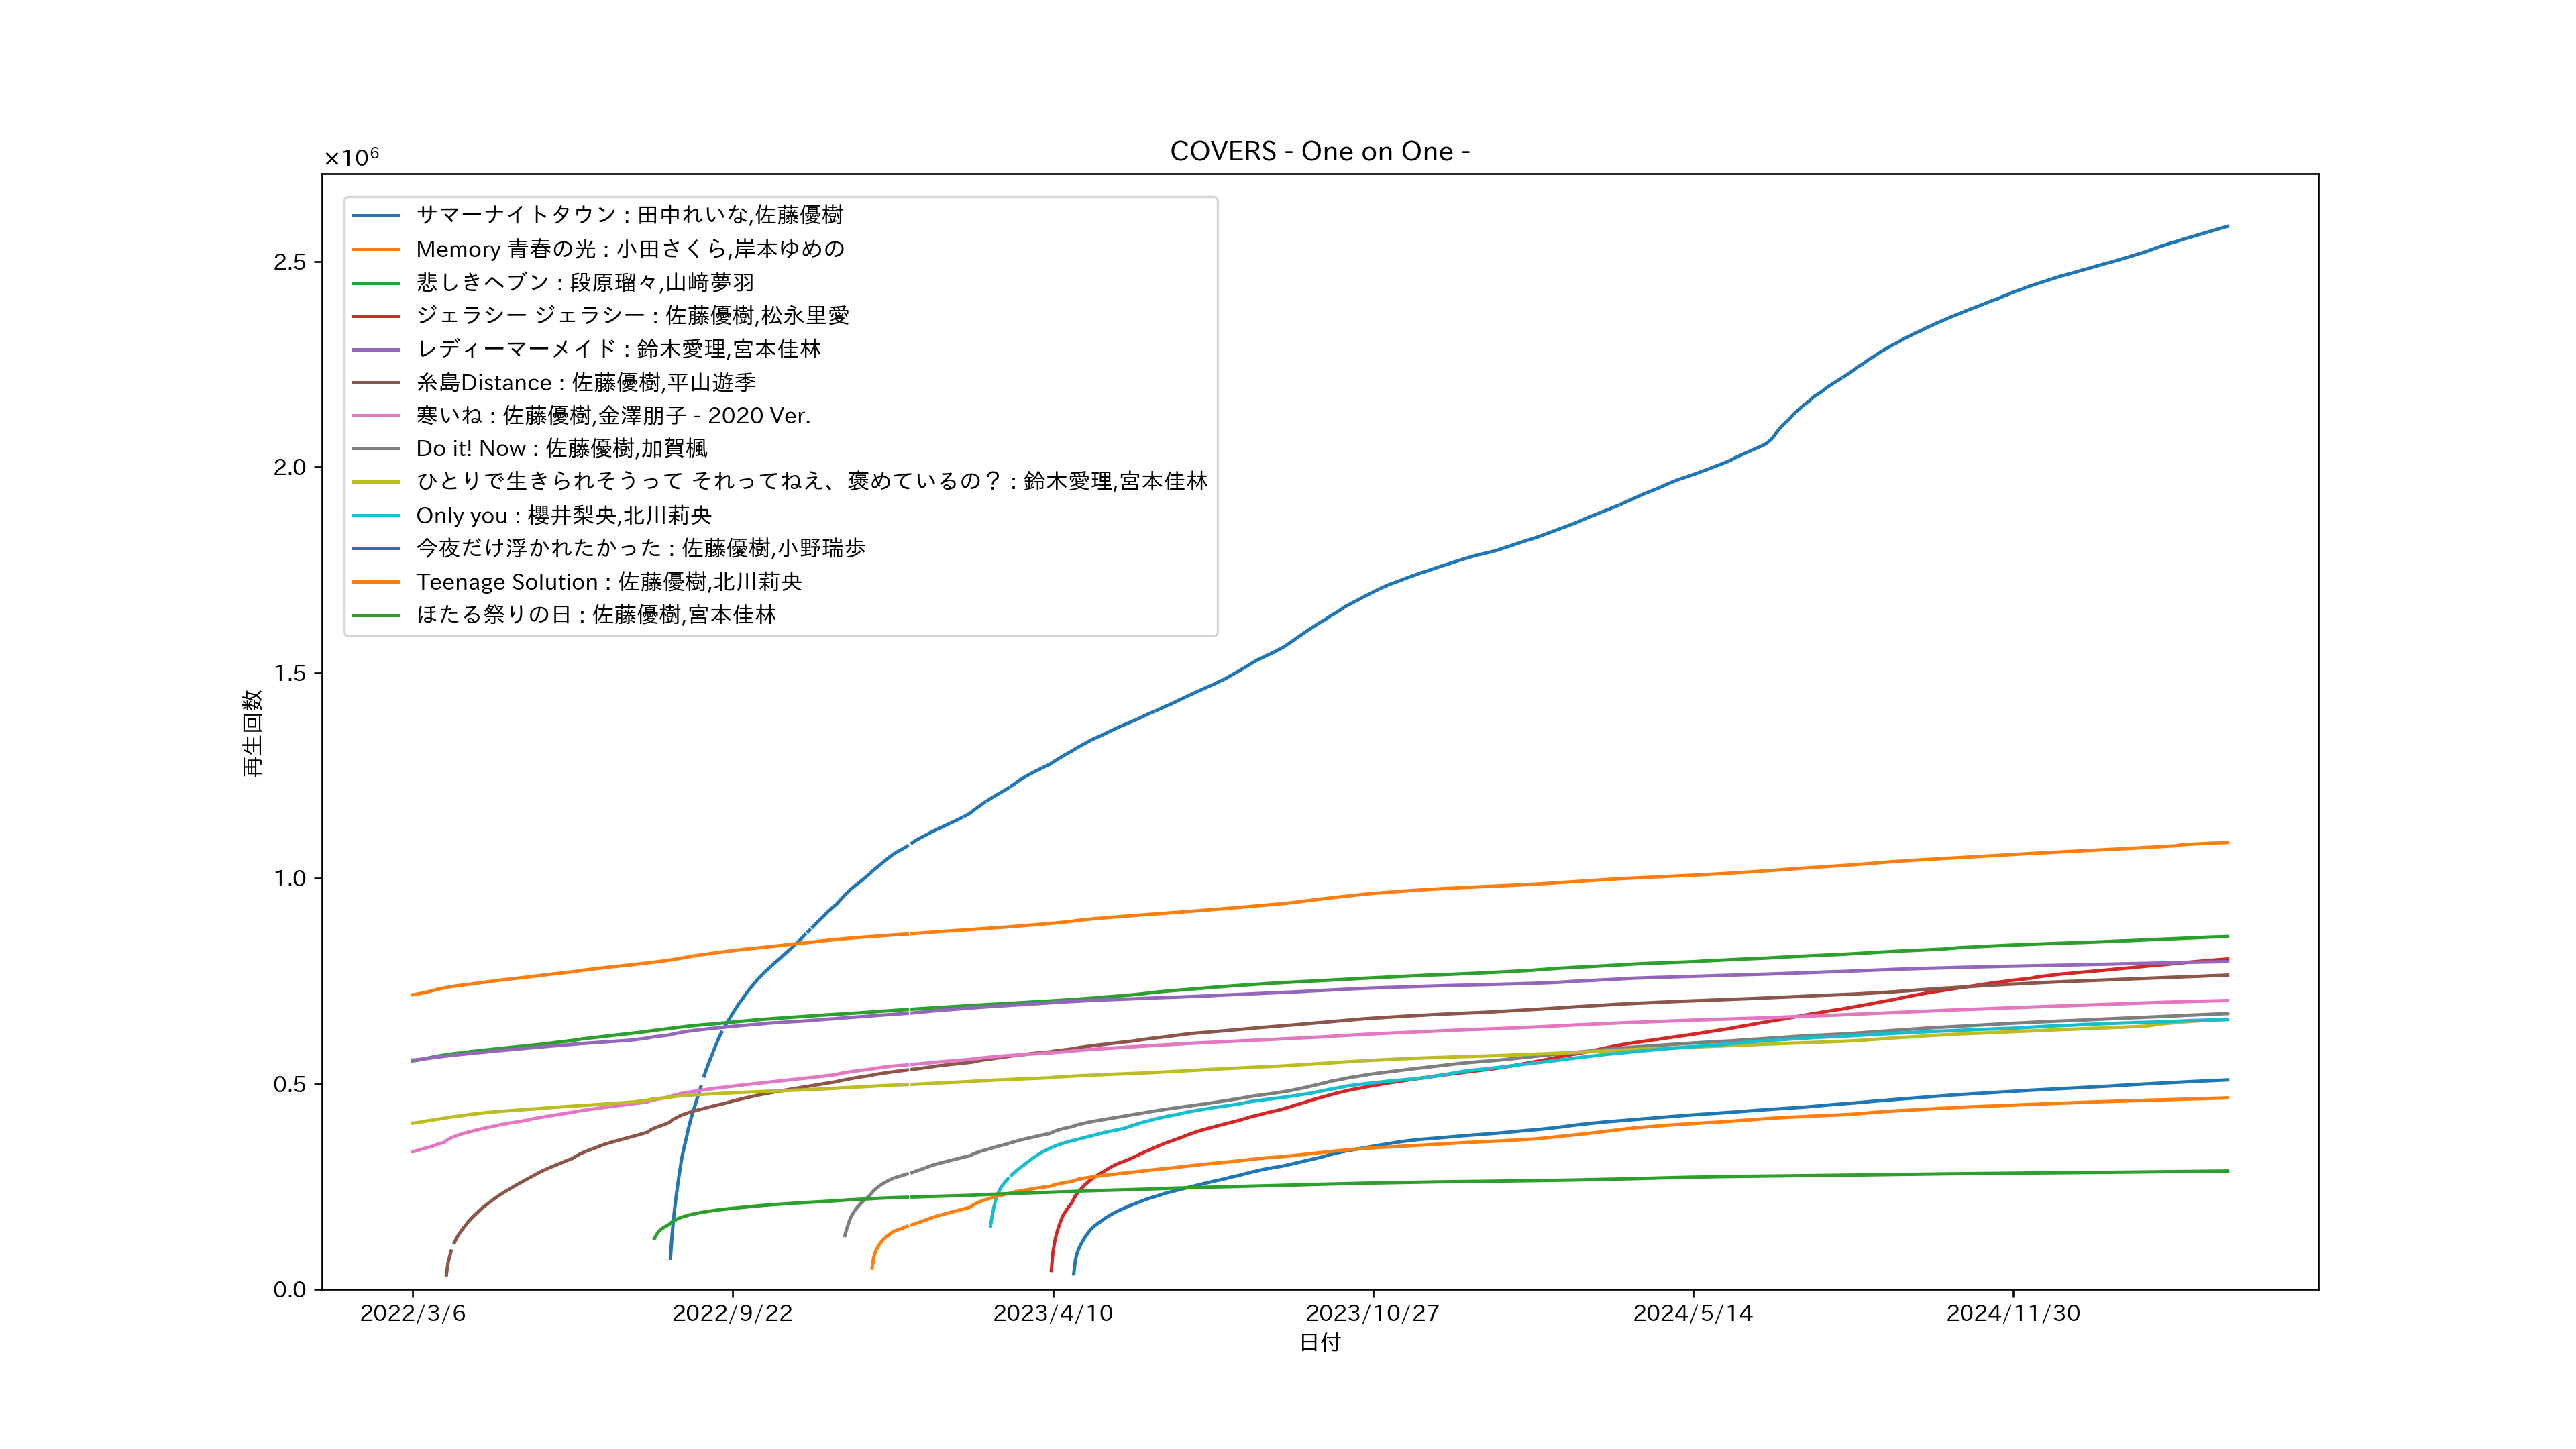 COVERS - One on One -
×10⁶
サマーナイトタウン : 田中れいな,佐藤優樹
Memory 青春の光 : 小田さくら,岸本ゆめの
悲しきヘブン : 段原瑠々,山﨑夢羽
ジェラシー ジェラシー : 佐藤優樹,松永里愛
レディーマーメイド : 鈴木愛理,宮本佳林
糸島Distance : 佐藤優樹,平山遊季
寒いね : 佐藤優樹,金澤朋子 - 2020 Ver.
Do it! Now : 佐藤優樹,加賀楓
ひとりで生きられそうって それってねえ、褒めているの？ : 鈴木愛理,宮本佳林
Only you : 櫻井梨央,北川莉央
今夜だけ浮かれたかった : 佐藤優樹,小野瑞歩
Teenage Solution : 佐藤優樹,北川莉央
ほたる祭りの日 : 佐藤優樹,宮本佳林
2.5
2.0
1.5
1.0
0.5
0.0
再生回数
2022/3/6
2022/9/22
2023/4/10
2023/10/27
2024/5/14
2024/11/30
日付